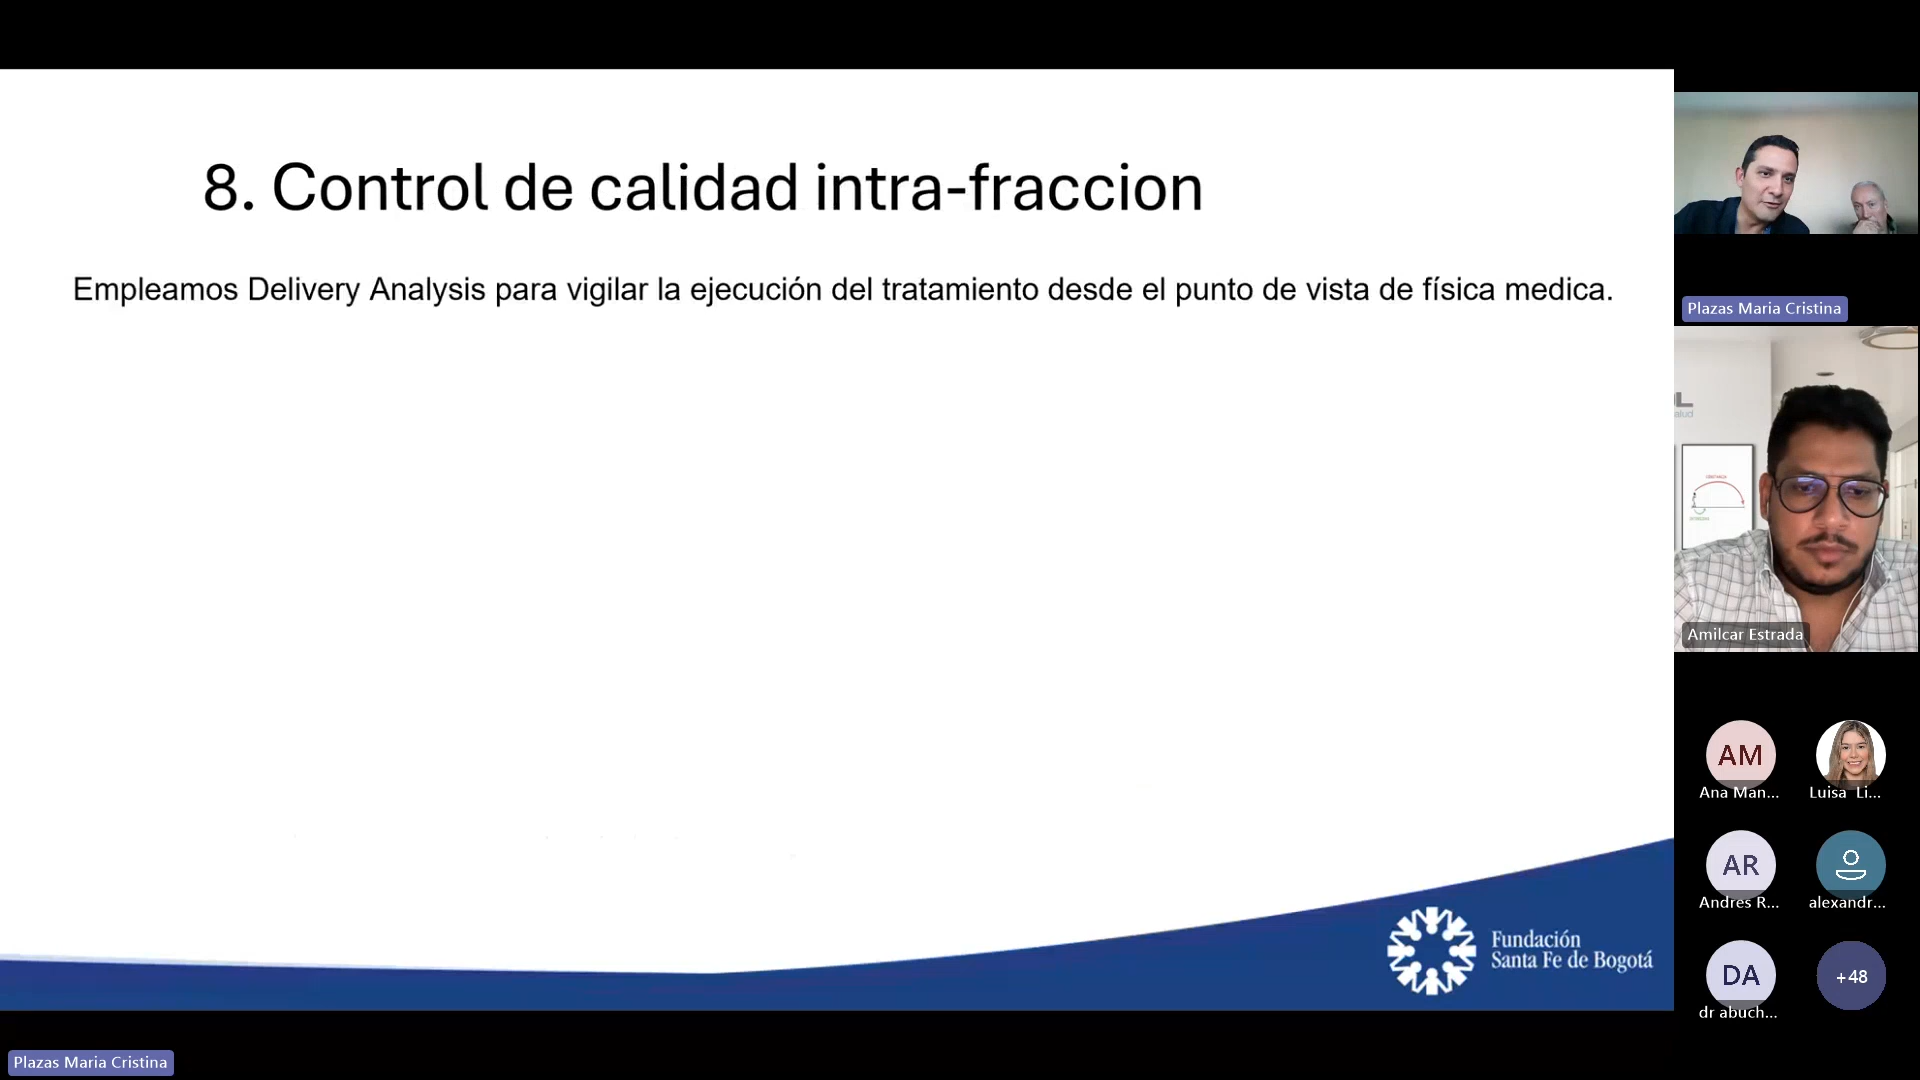 8. Control de calidad intra-fraccion
Empleamos Delivery Analysis para vigilar la ejecución del tratamiento desde el punto de vista de física medica.
Fundación
Santa Fe de Bogotá
Plazas Maria Cristina
Amilcar Estrada
AM
Ana Man...
Luisa Li...
AR
Andres R...
alexandr...
DA
dr abuch...
+48
Plazas Maria Cristina